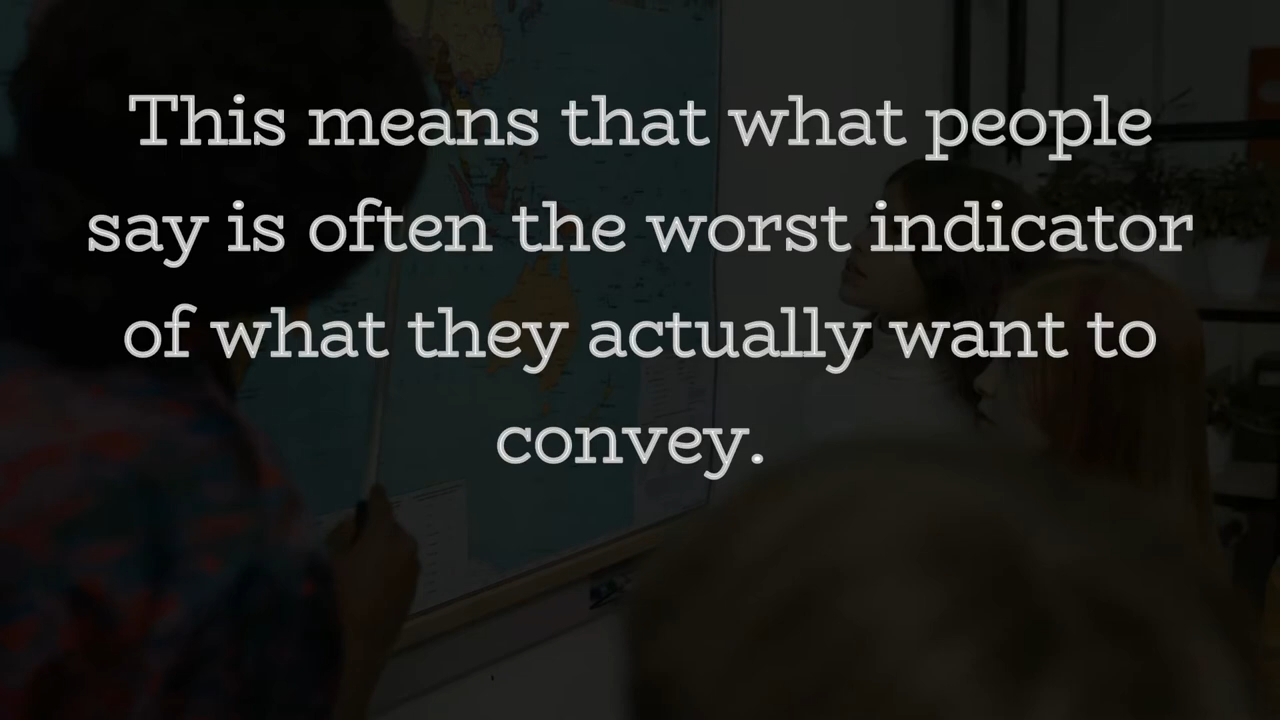 This means that what people
say is often the worst indicator
of what they actually want to
convey.